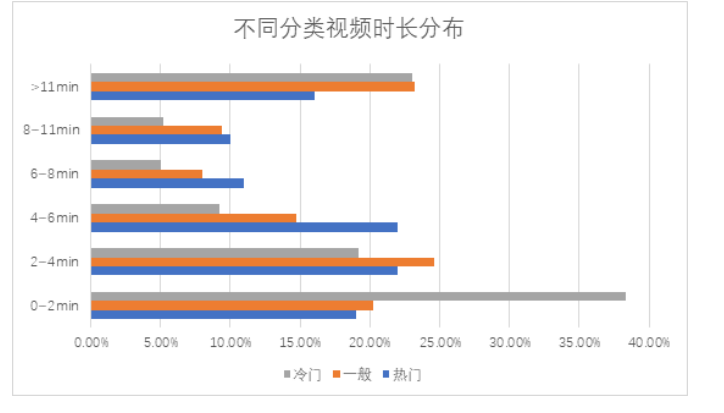 不同分类视频时长分布
>11min
8-11min
6-8min
4-6min
2-4min
0-2min
0.00% 5.00% 10.00% 15.00% 20.00% 25.00% 30.00% 35.00% 40.00%
冷门 一般 热门